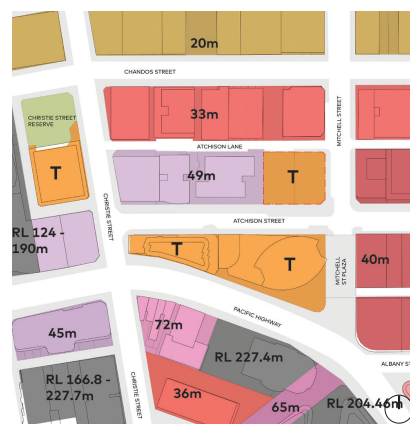 20m
CHANDOS STREET
CHRISTIE STREET
RESERVE
33m
MITCHELL STREET
ATCHISON LANE
T
49m
T
CHRISTIE STREET
ATCHISON STREET
RL 124 -
190m
T
T
MITCHELL
ST PLAZA
40m
PACIFIC HIGHWAY
72m
45m
RL 227.4m
ALBANY ST
RL 166.8 -
227.7m
CHRISTIE STREET
36m
65m
RL 204.46m